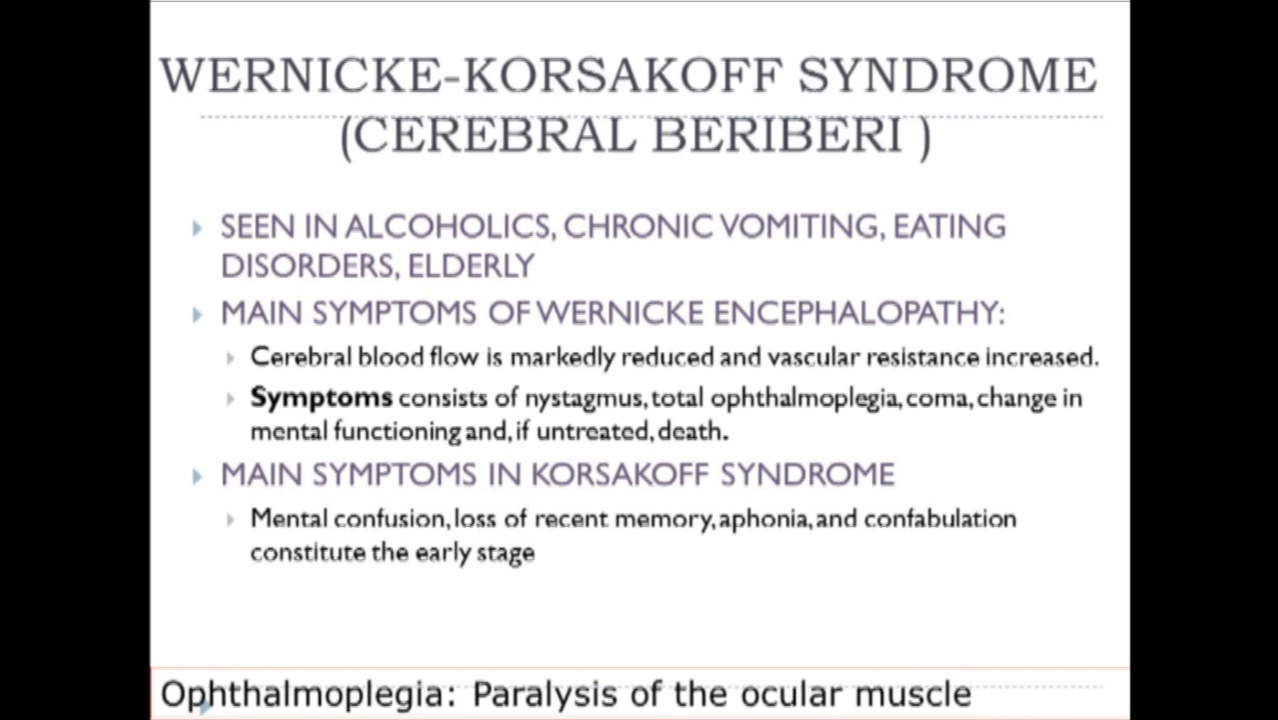 WERNICKE-KORSAKOFF SYNDROME
(CEREBRAL BERIBERI )
SEEN IN ALCOHOLICS, CHRONIC VOMITING, EATING
DISORDERS, ELDERLY
MAIN SYMPTOMS OF WERNICKE ENCEPHALOPATHY:
Cerebral blood flow is markedly reduced and vascular resistance increased.
Symptoms consists of nystagmus, total ophthalmoplegia, coma, change in
mental functioning and, if untreated, death.
MAIN SYMPTOMS IN KORSAKOFF SYNDROME
Mental confusion, loss of recent memory, aphonia, and confabulation
constitute the early stage
Ophthalmoplegia: Paralysis of the ocular muscle